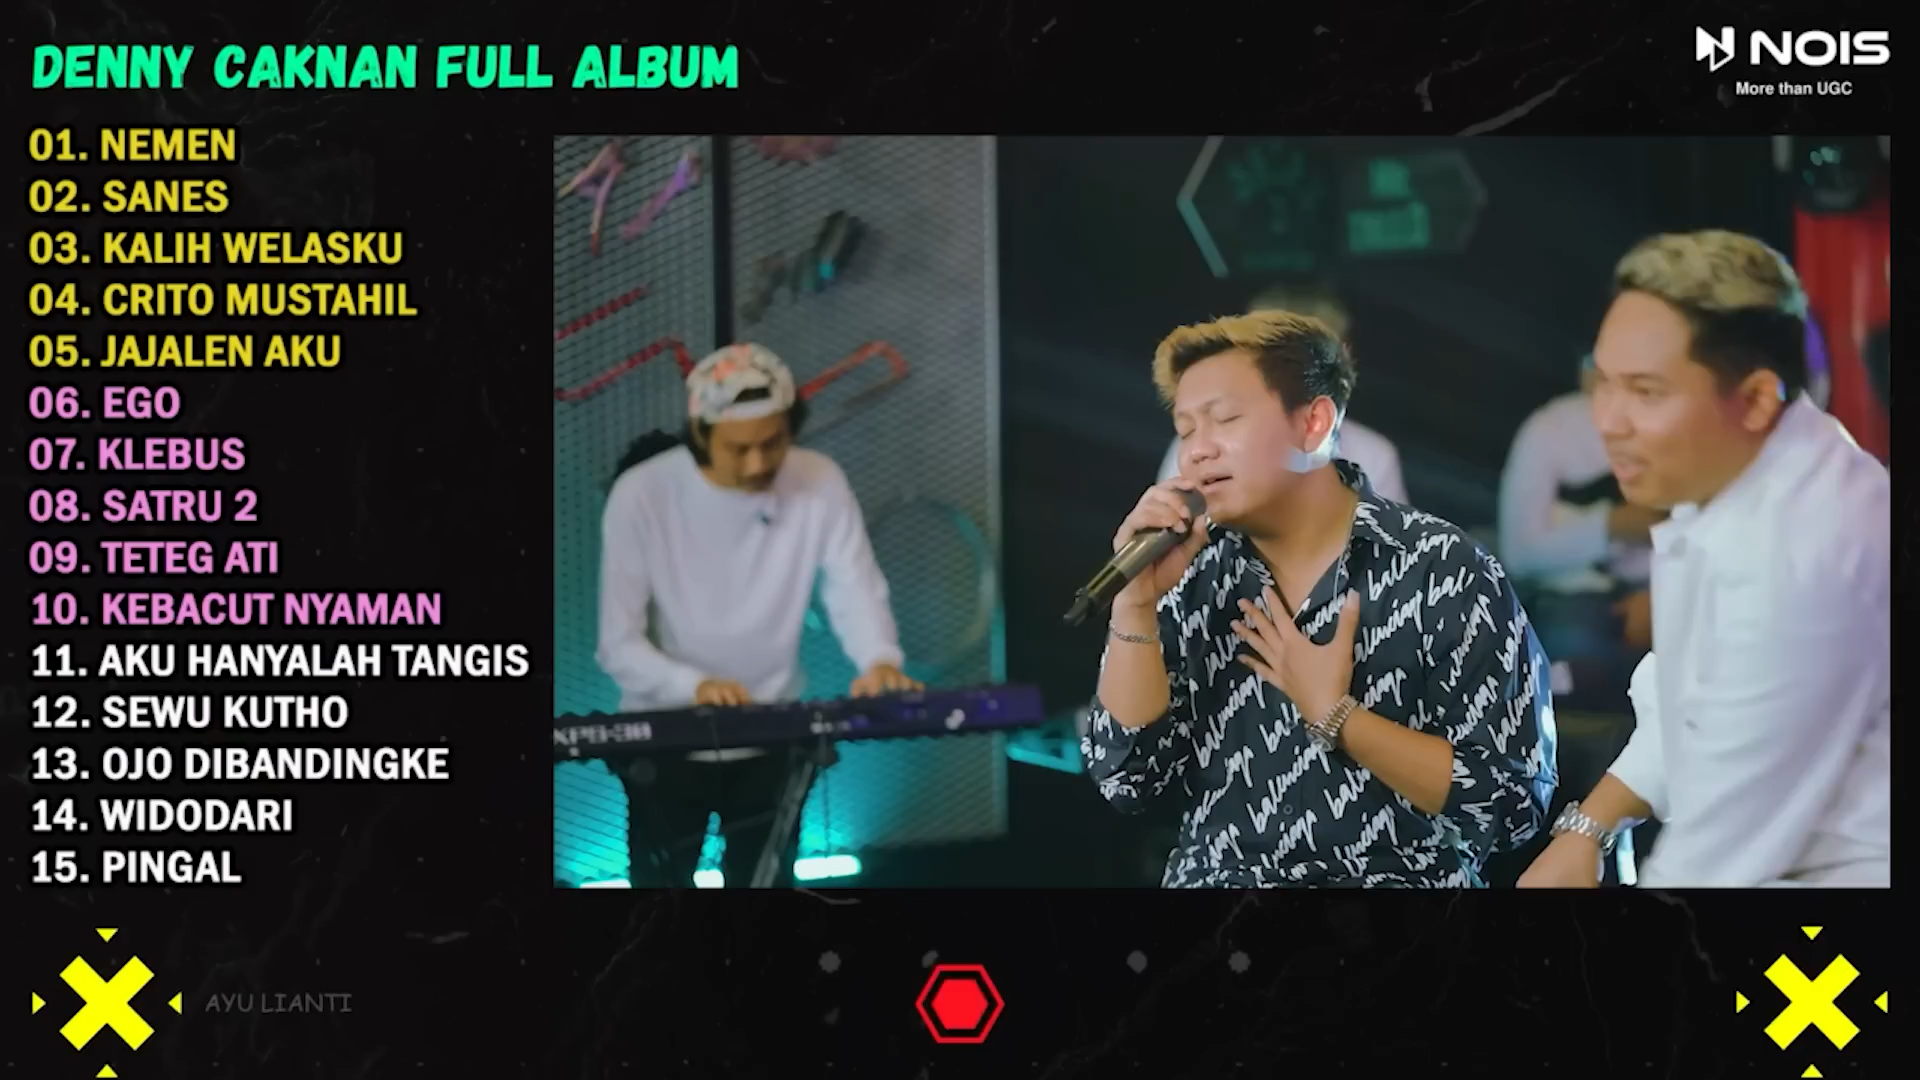 DENNY CAKNAN FULL ALBUM
NOIS
More than UGC
01. NEMEN
02. SANES
03. KALIH WELASKU
04. CRITO MUSTAHIL
05. JAJALEN AKU
06. EGO
07. KLEBUS
08. SATRU 2
09. TETEG ATI
10. KEBACUT NYAMAN
11. AKU HANYALAH TANGIS
12. SEWU KUTHO
13. OJO DIBANDINGKE
14. WIDODARI
15. PINGAL
AYU LIANTI